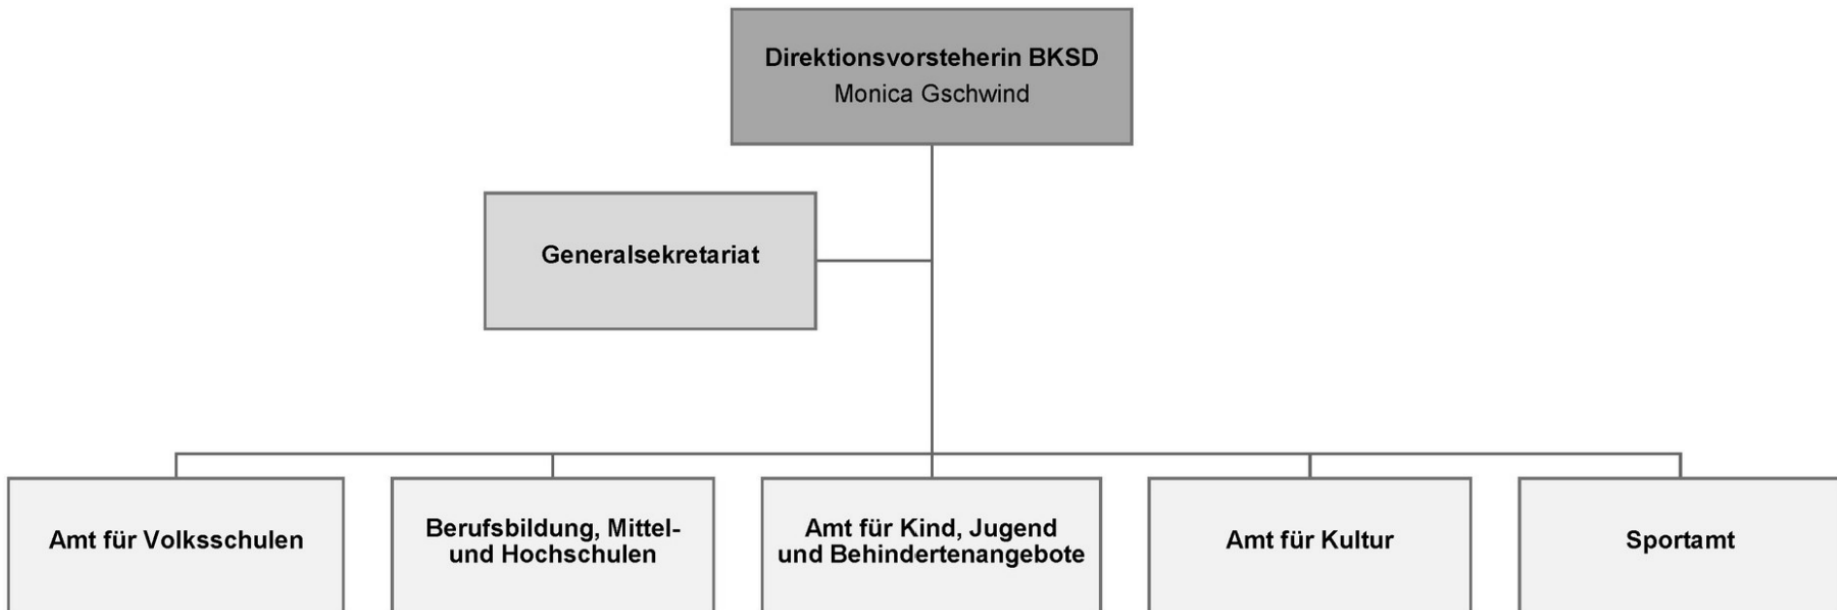 Direktionsvorsteherin BKSD
Monica Gschwind
Generalsekretariat
Amt für Volksschulen
Berufsbildung, Mittel-
und Hochschulen
Amt für Kind, Jugend
und Behindertenangebote
Amt für Kultur
Sportamt